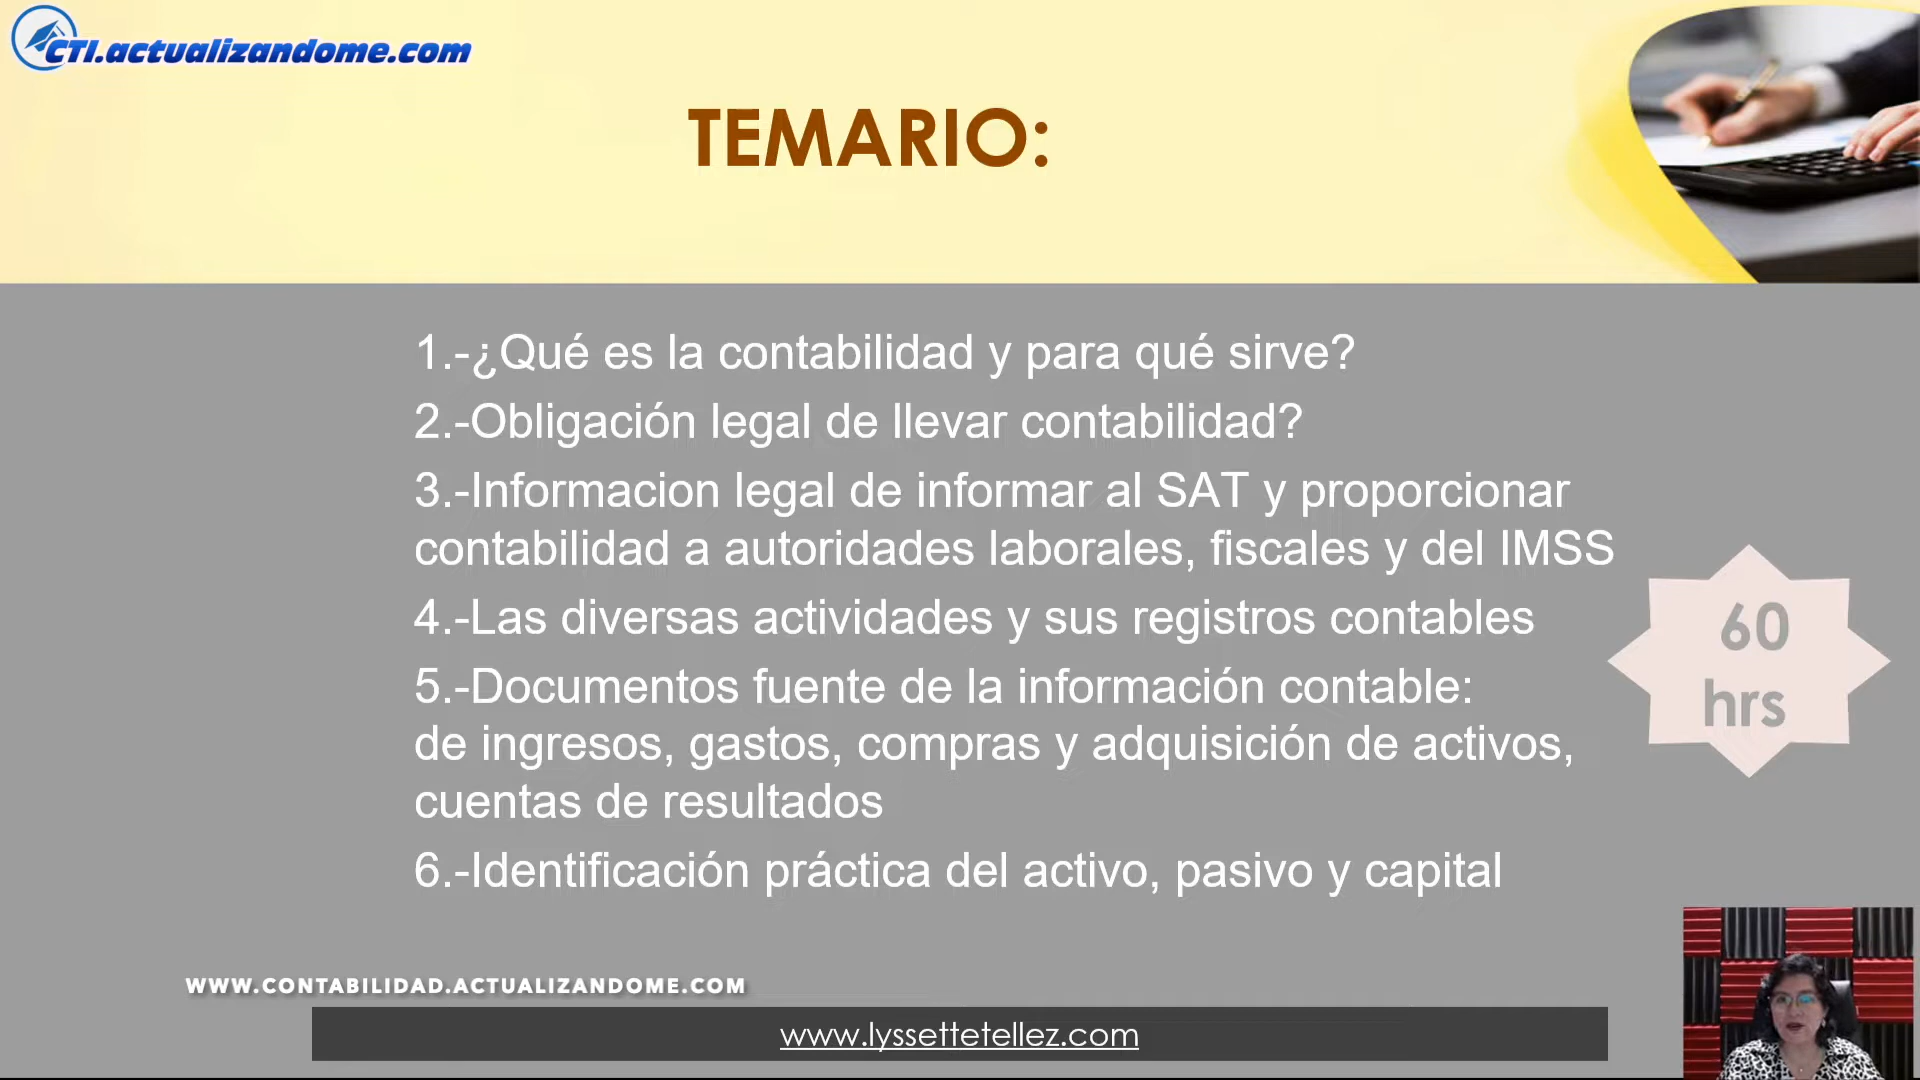 CTI.actualizandome.com
TEMARIO:
1.-¿Qué es la contabilidad y para qué sirve?
2.-Obligación legal de llevar contabilidad?
3.-Informacion legal de informar al SAT y proporcionar
contabilidad a autoridades laborales, fiscales y del IMSS
4.-Las diversas actividades y sus registros contables
5.-Documentos fuente de la información contable:
de ingresos, gastos, compras y adquisición de activos,
cuentas de resultados
6.-Identificación práctica del activo, pasivo y capital
60
hrs
WWW.CONTABILIDAD.ACTUALIZANDOME.COM
www.lyssettetellez.com